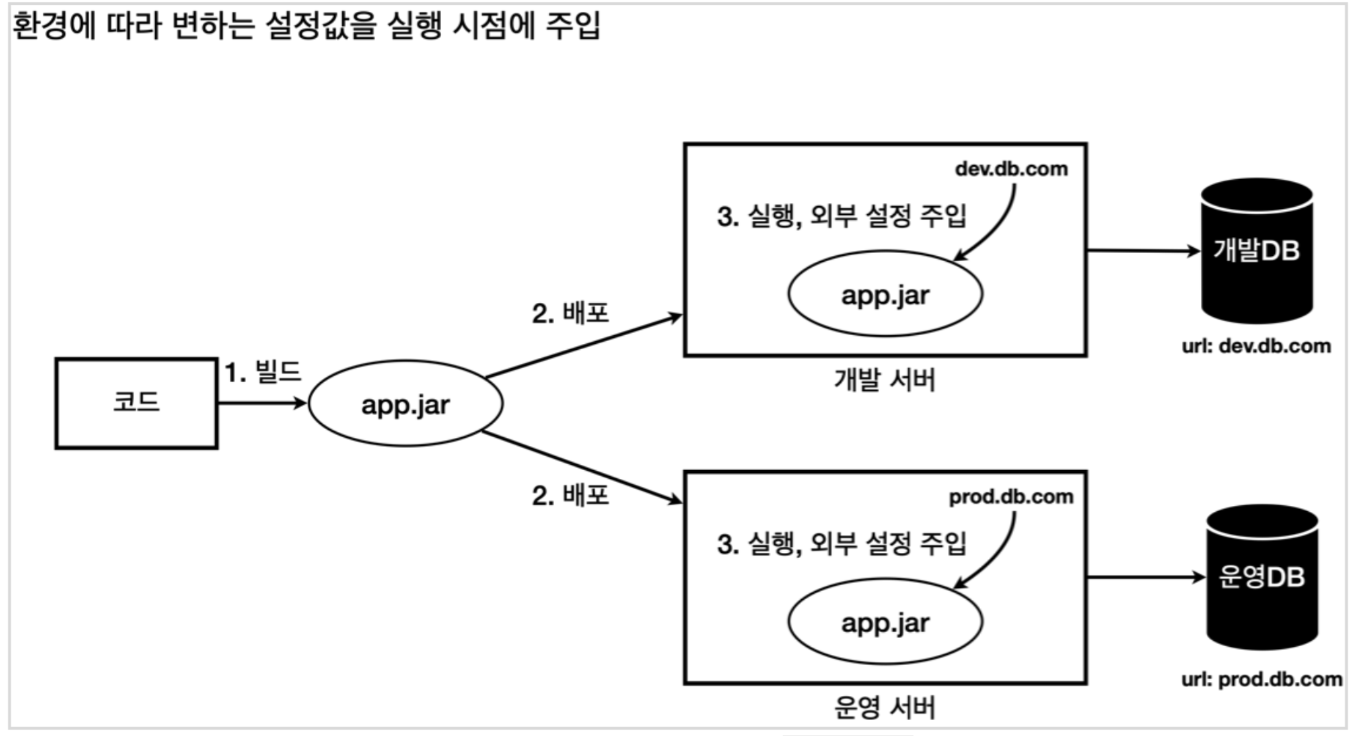 환경에 따라 변하는 설정값을 실행 시점에 주입
코드
1. 빌드
app.jar
2. 배포
dev.db.com
3. 실행, 외부 설정 주입
app.jar
개발 서버
개발DB
url: dev.db.com
2. 배포
prod.db.com
3. 실행, 외부 설정 주입
app.jar
운영 서버
운영DB
url: prod.db.com